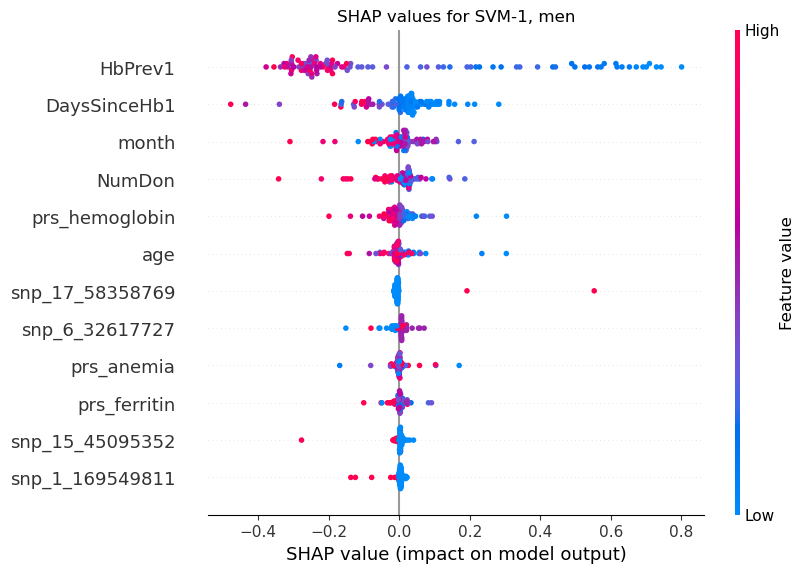 SHAP values for SVM-1, men
High
HbPrev1
DaysSinceHb1
month
NumDon
prs_hemoglobin
age
snp_17_58358769
snp_6_32617727
prs_anemia
prs_ferritin
snp_15_45095352
snp_1_169549811
Feature value
Low
−0.4 −0.2 0.0 0.2 0.4 0.6 0.8
SHAP value (impact on model output)